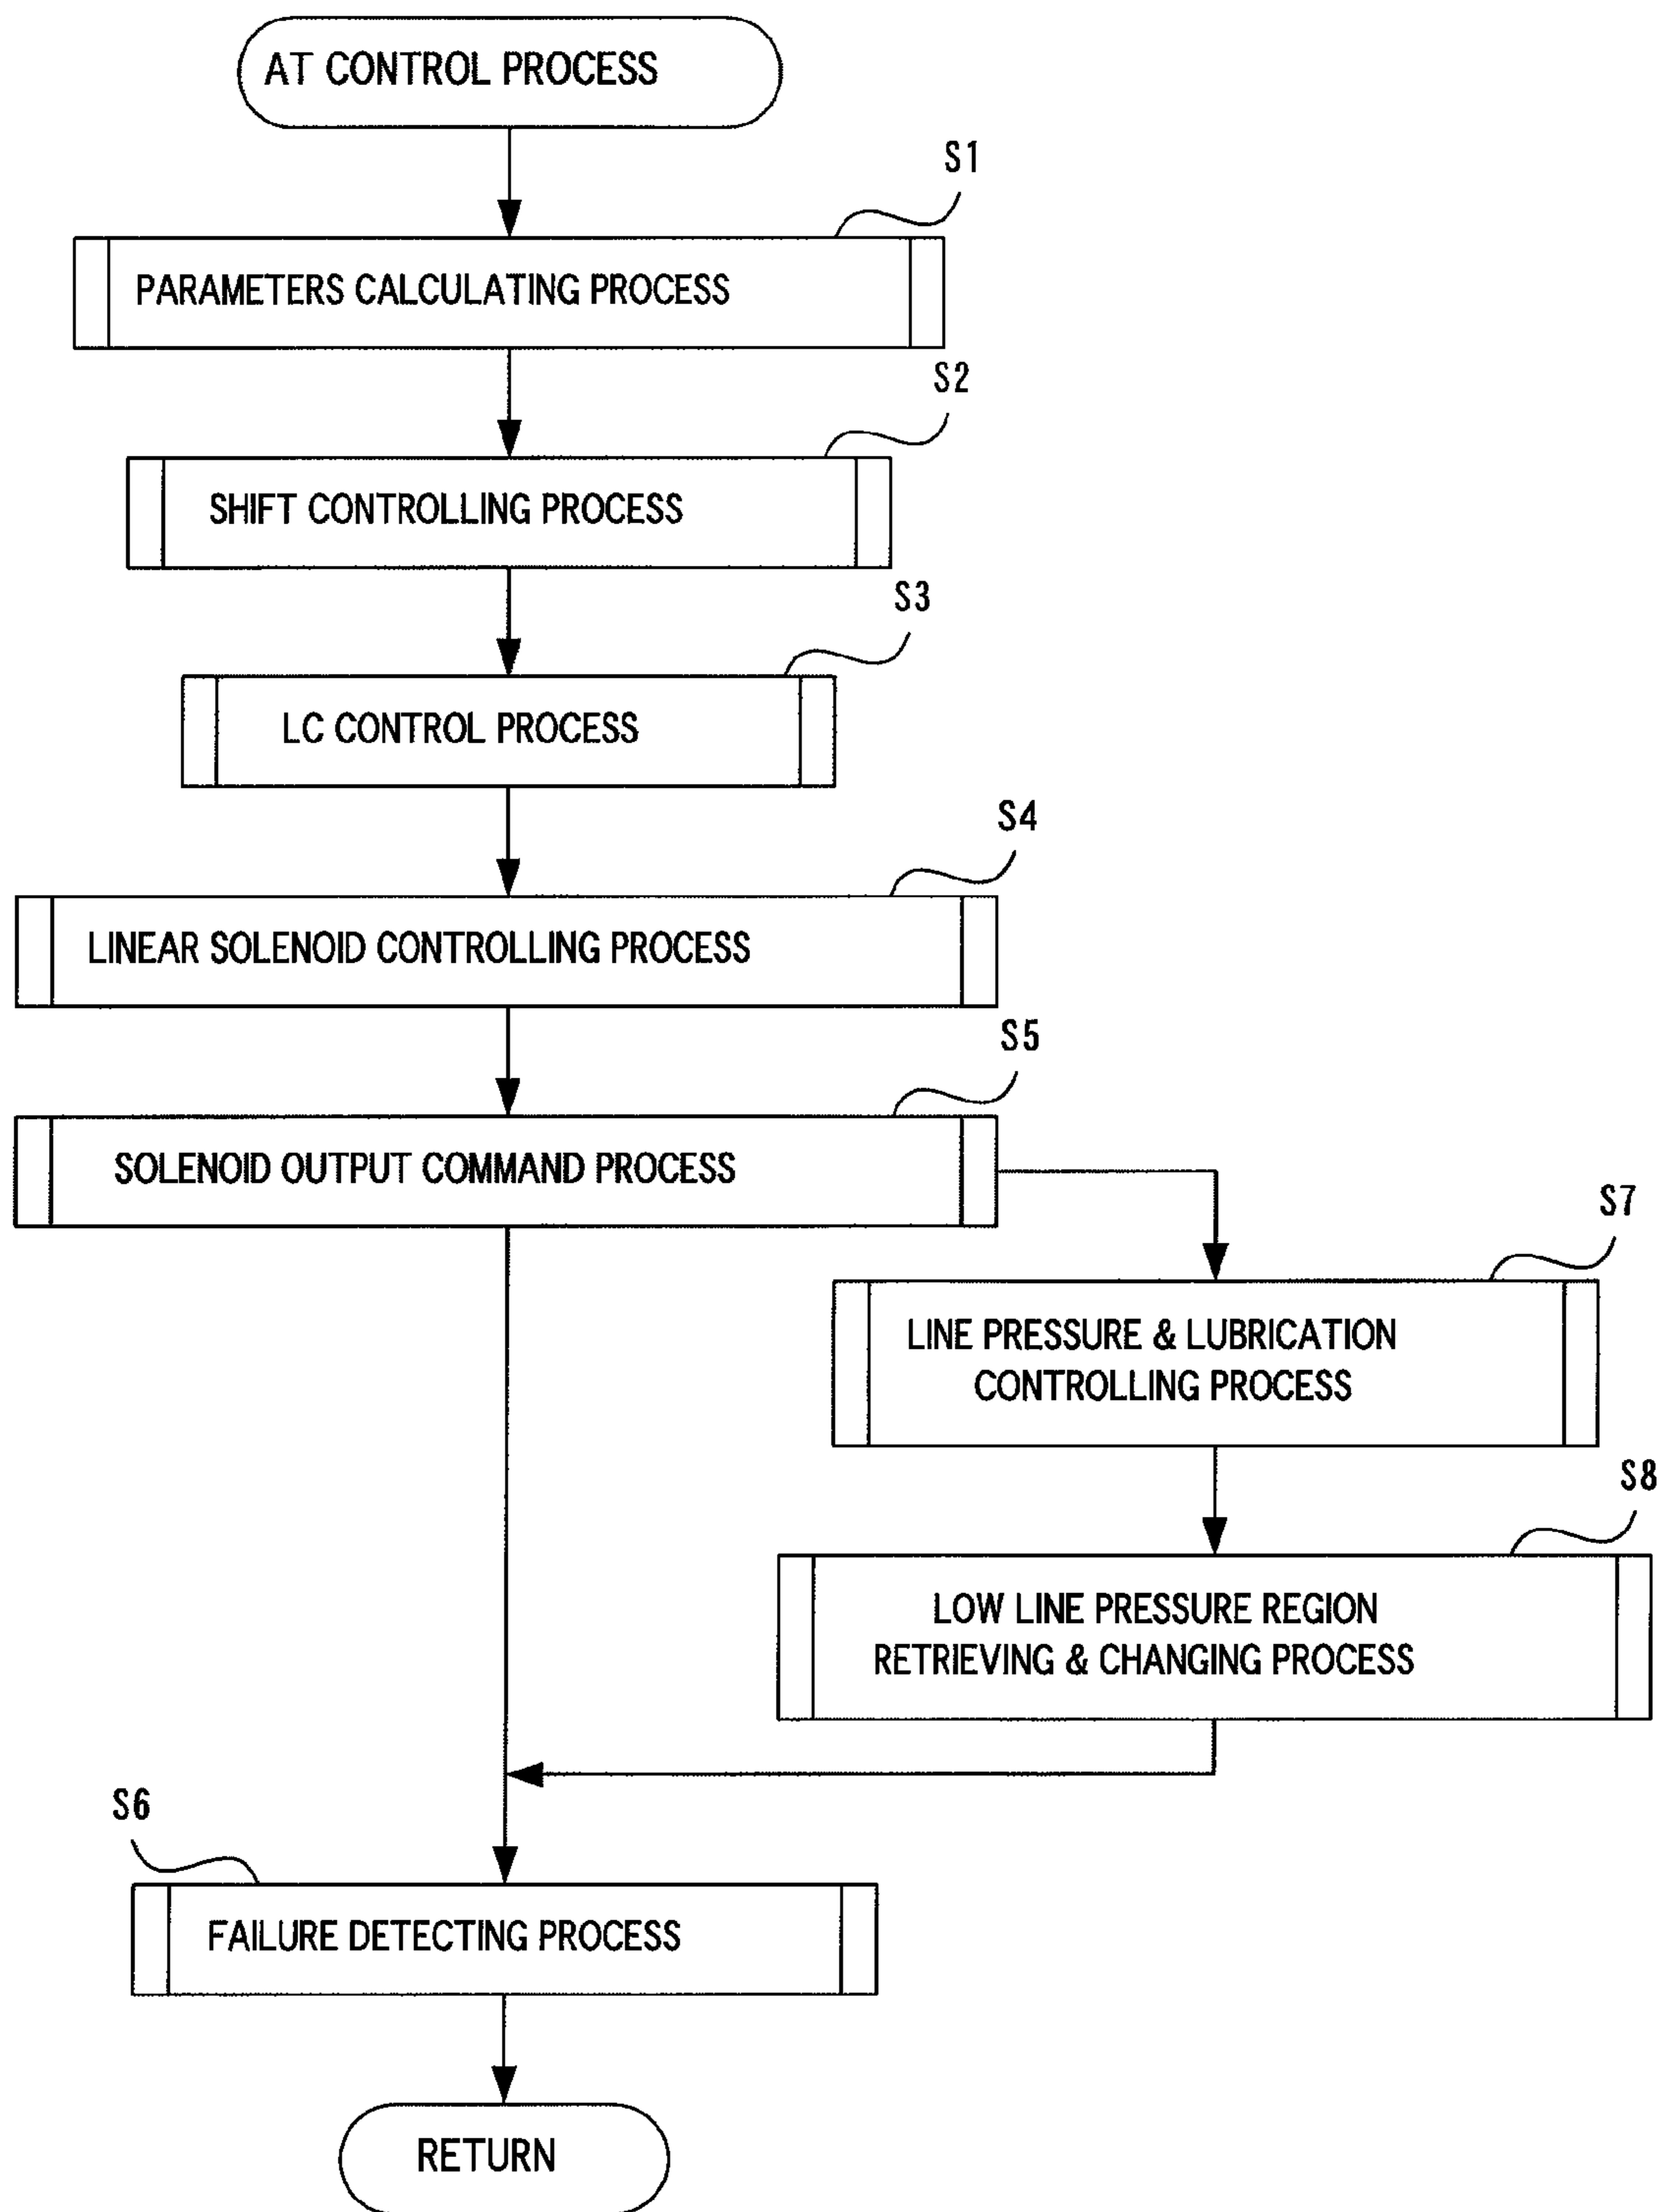 AT CONTROL PROCESS
S1
PARAMETERS CALCULATING PROCESS
S2
SHIFT CONTROLLING PROCESS
S3
LC CONTROL PROCESS
S4
LINEAR SOLENOID CONTROLLING PROCESS
S5
SOLENOID OUTPUT COMMAND PROCESS
S7
LINE PRESSURE & LUBRICATION
CONTROLLING PROCESS
S8
LOW LINE PRESSURE REGION
RETRIEVING & CHANGING PROCESS
S6
FAILURE DETECTING PROCESS
RETURN